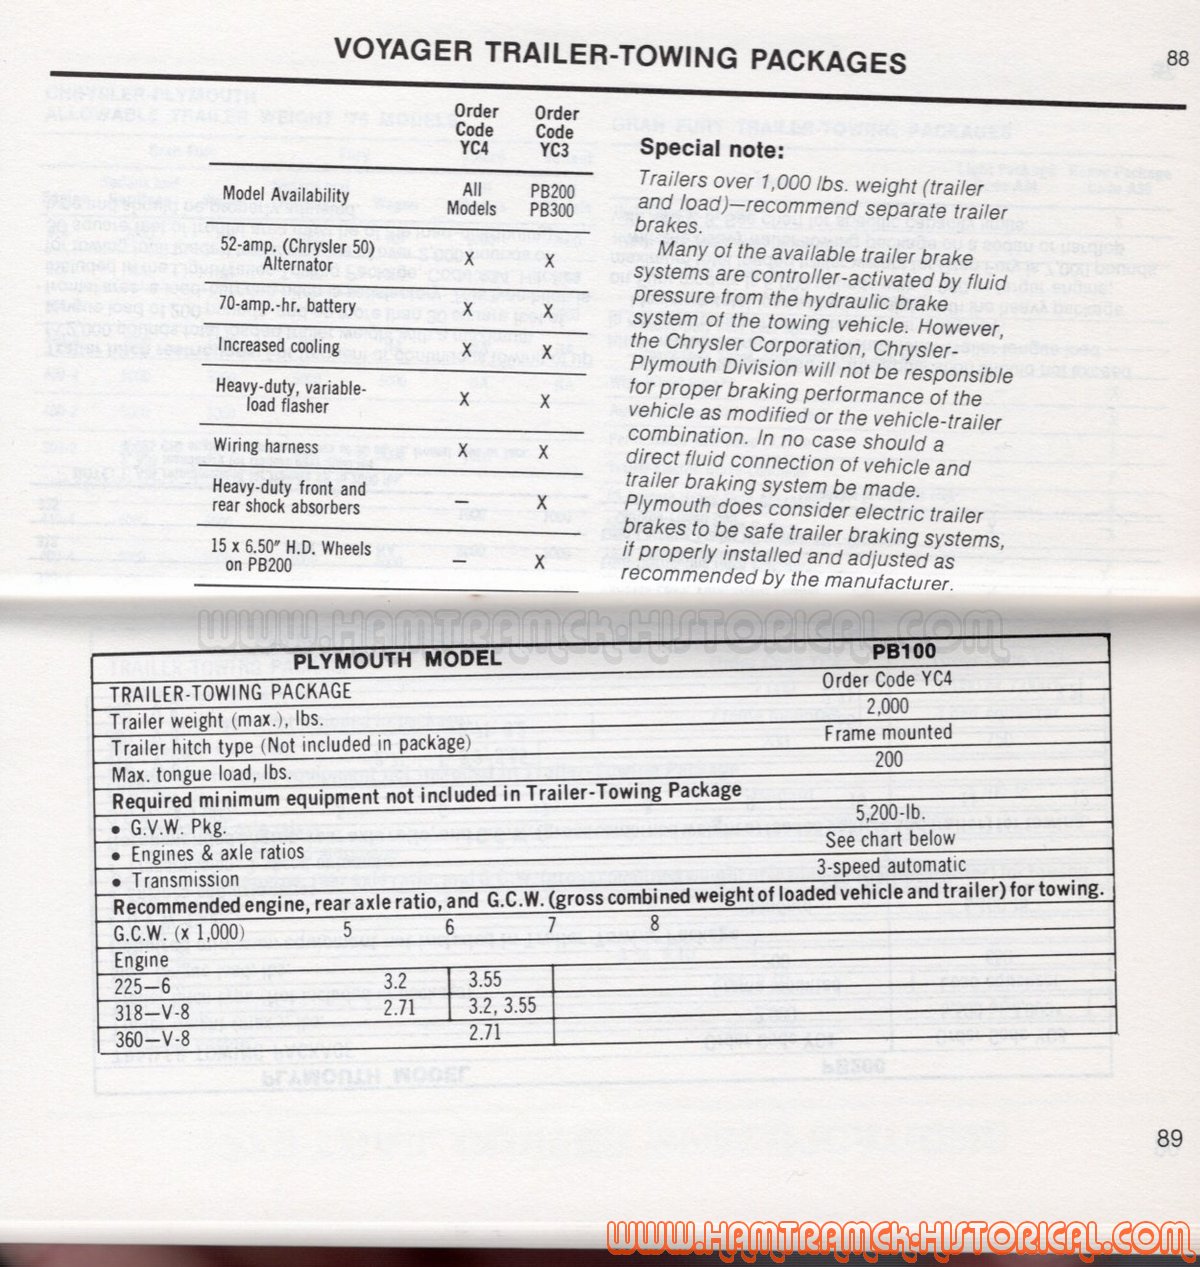 VOYAGER TRAILER-TOWING PACKAGES
88
Order Code YC4
Order Code YC3
Model Availability All Models PB200 PB300
52-amp. (Chrysler 50) Alternator X X
70-amp.-hr. battery X X
Increased cooling X X
Heavy-duty, variable-load flasher X X
Wiring harness X X
Heavy-duty front and rear shock absorbers — X
15 x 6.50" H.D. Wheels on PB200 — X
Special note:
Trailers over 1,000 lbs. weight (trailer
and load)—recommend separate trailer
brakes.
Many of the available trailer brake
systems are controller-activated by fluid
pressure from the hydraulic brake
system of the towing vehicle. However,
the Chrysler Corporation, Chrysler-
Plymouth Division will not be responsible
for proper braking performance of the
vehicle as modified or the vehicle-trailer
combination. In no case should a
direct fluid connection of vehicle and
trailer braking system be made.
Plymouth does consider electric trailer
brakes to be safe trailer braking systems,
if properly installed and adjusted as
recommended by the manufacturer.
www.Hamtramck-Historical.com
PLYMOUTH MODEL PB100
TRAILER-TOWING PACKAGE Order Code YC4
Trailer weight (max.), lbs. 2,000
Trailer hitch type (Not included in package) Frame mounted
Max. tongue load, lbs. 200
Required minimum equipment not included in Trailer-Towing Package
• G.V.W. Pkg. 5,200-lb.
• Engines & axle ratios See chart below
• Transmission 3-speed automatic
Recommended engine, rear axle ratio, and G.C.W. (gross combined weight of loaded vehicle and trailer) for towing.
G.C.W. (x 1,000) 5 6 7 8
Engine
225—6 3.2 3.55
318—V-8 2.71 3.2, 3.55
360—V-8 2.71
89
www.Hamtramck-Historical.com